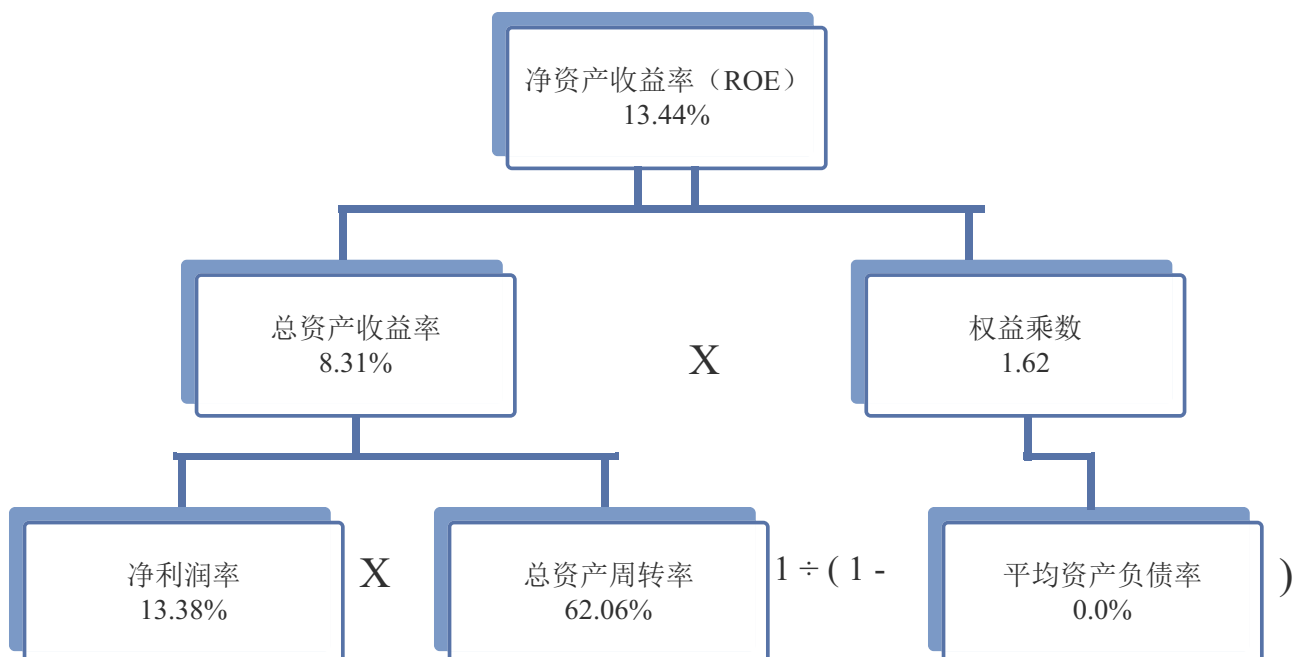 净资产收益率（ROE）
13.44%
总资产收益率
8.31%
X
权益乘数
1.62
净利润率
13.38%
X
总资产周转率
62.06%
1 ÷ ( 1 -
平均资产负债率
0.0%
)